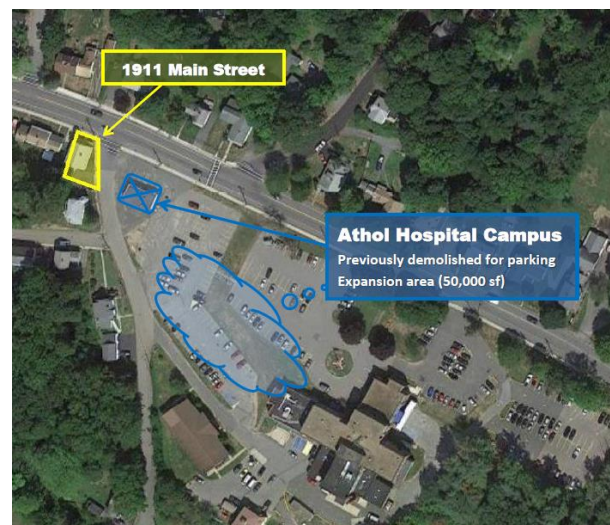 1911 Main Street
Athol Hospital Campus
Previously demolished for parking
Expansion area (50,000 sf)